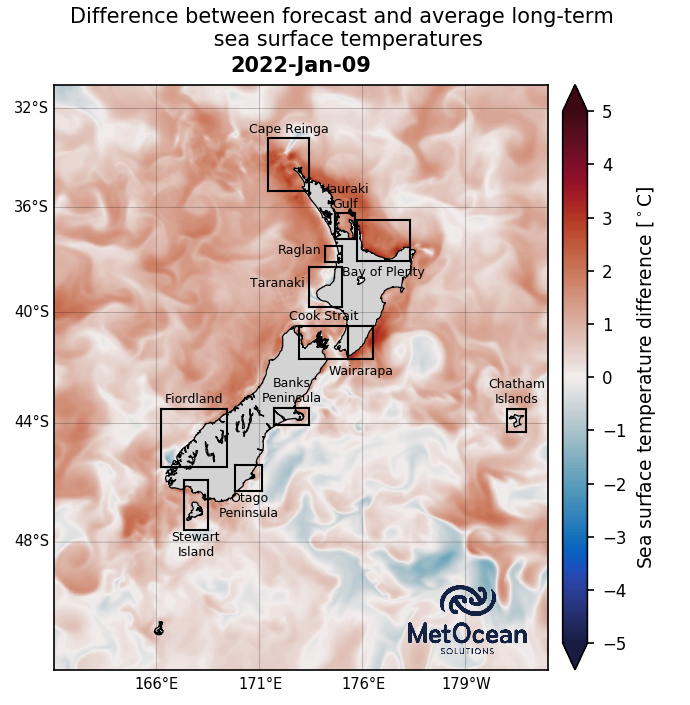 Difference between forecast and average long-term
sea surface temperatures
2022-Jan-09
32°S
36°S
40°S
44°S
48°S
Cape Reinga
Hauraki
Gulf
Raglan
Bay of Plenty
Taranaki
Cook Strait
Wairarapa
Banks
Peninsula
Fiordland
Chatham
Islands
Otago
Peninsula
Stewart
Island
MetOcean
SOLUTIONS
166°E
171°E
176°E
179°W
5
4
3
2
1
0
−1
−2
−3
−4
−5
Sea surface temperature difference [°C]